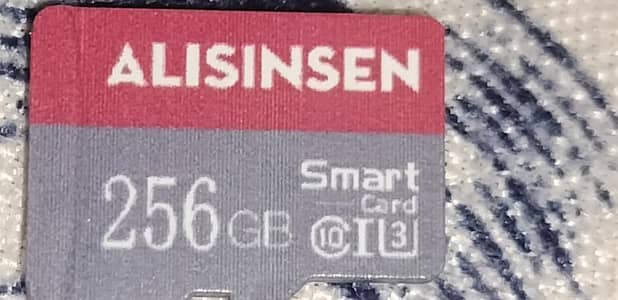 ALISINSEN
Smart
Card
256GB
10 I 3